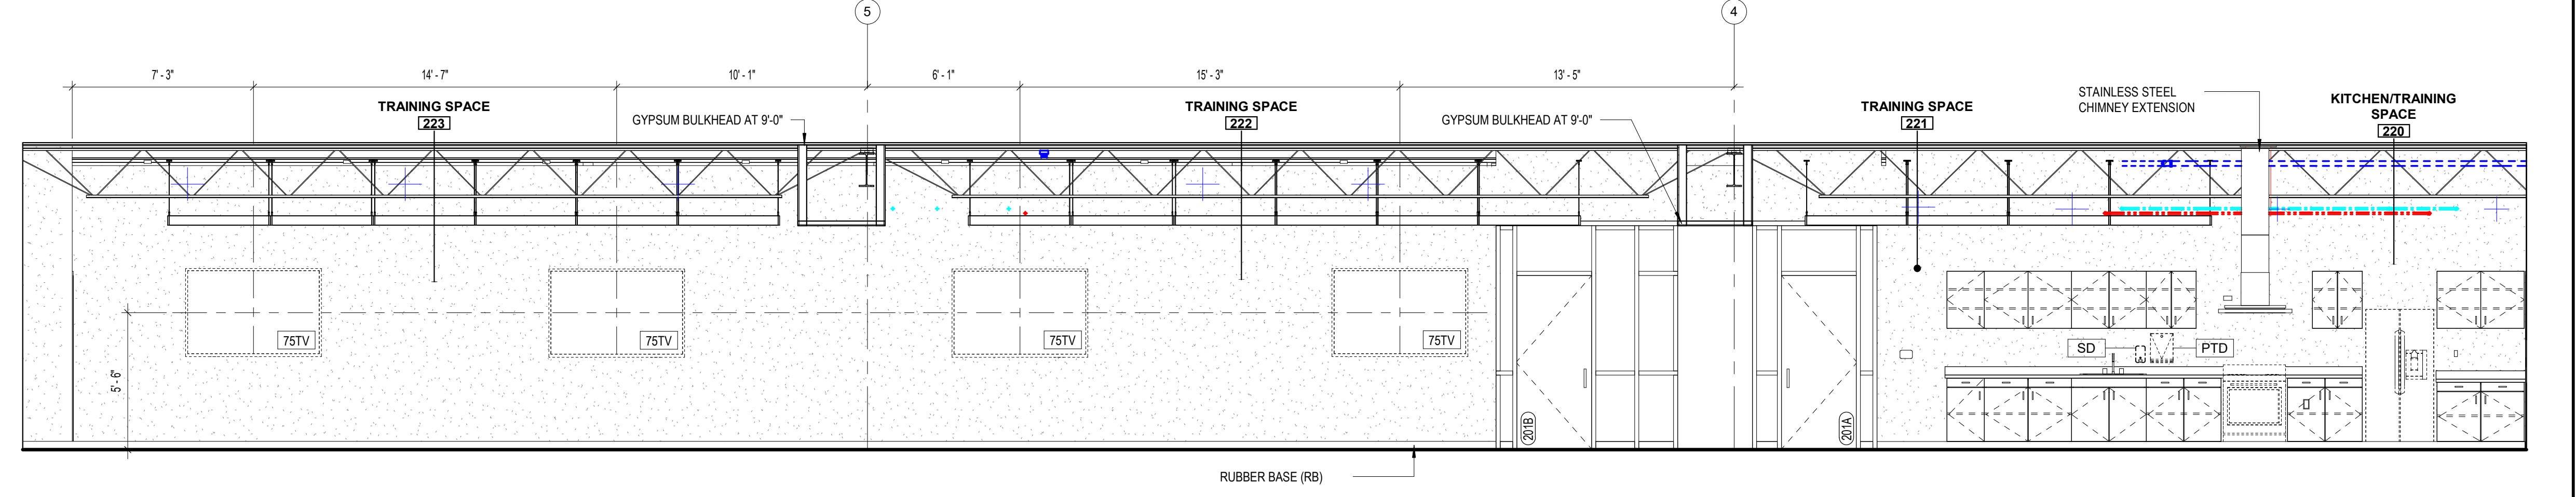 5
4
7' - 3"
14' - 7"
10' - 1"
6' - 1"
15' - 3"
13' - 5"
TRAINING SPACE
223
GYPSUM BULKHEAD AT 9'-0"
TRAINING SPACE
222
GYPSUM BULKHEAD AT 9'-0"
TRAINING SPACE
221
STAINLESS STEEL
CHIMNEY EXTENSION
KITCHEN/TRAINING
SPACE
220
75TV
75TV
75TV
75TV
SD
PTD
5' - 6"
201B
201A
RUBBER BASE (RB)